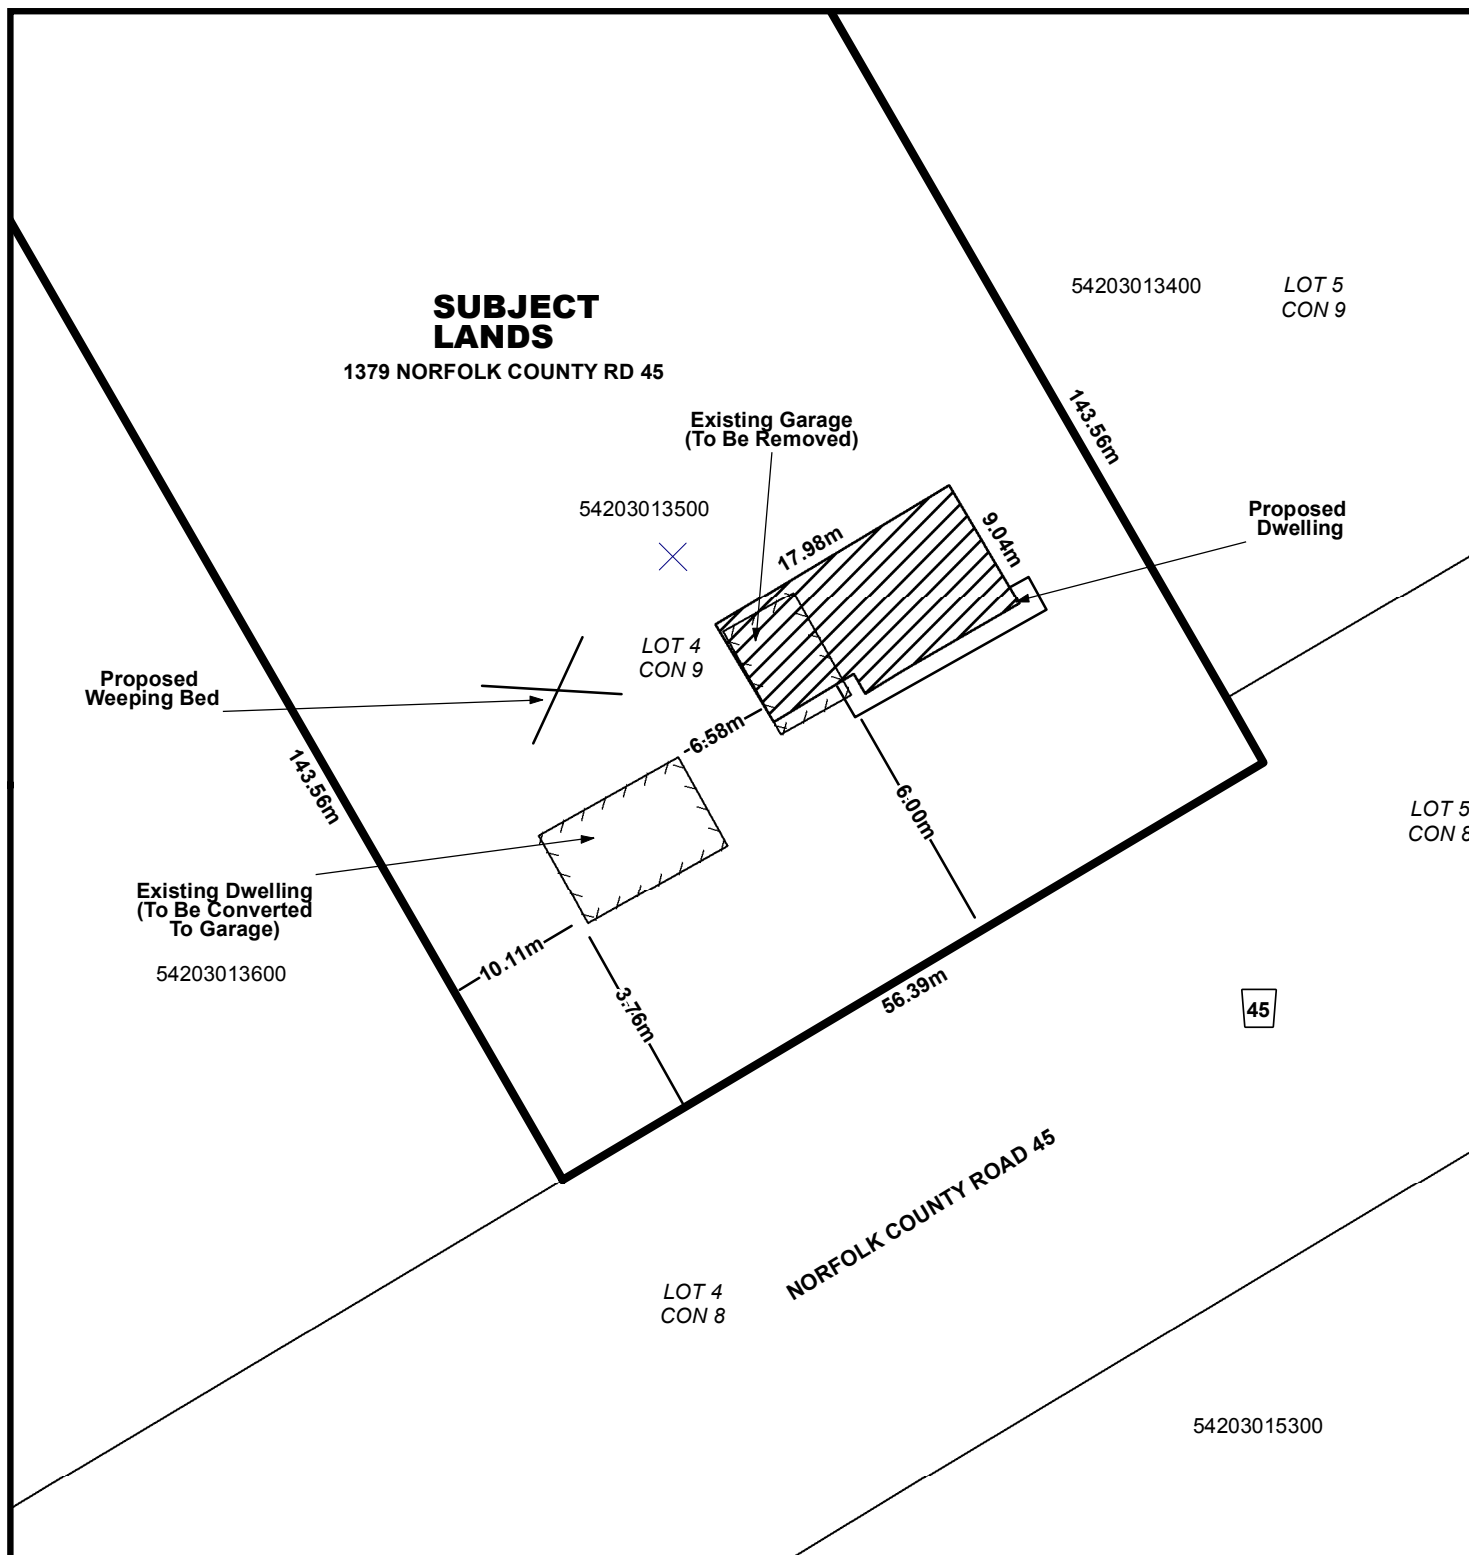 SUBJECT
LANDS
1379 NORFOLK COUNTY RD 45
54203013400
LOT 5
CON 9
143.56m
Existing Garage
(To Be Removed)
54203013500
17.98m
9.04m
Proposed
Dwelling
LOT 4
CON 9
Proposed
Weeping Bed
6.58m
143.56m
6.00m
LOT 5
CON 8
Existing Dwelling
(To Be Converted
To Garage)
54203013600
10.11m
3.76m
56.39m
45
NORFOLK COUNTY ROAD 45
LOT 4
CON 8
54203015300